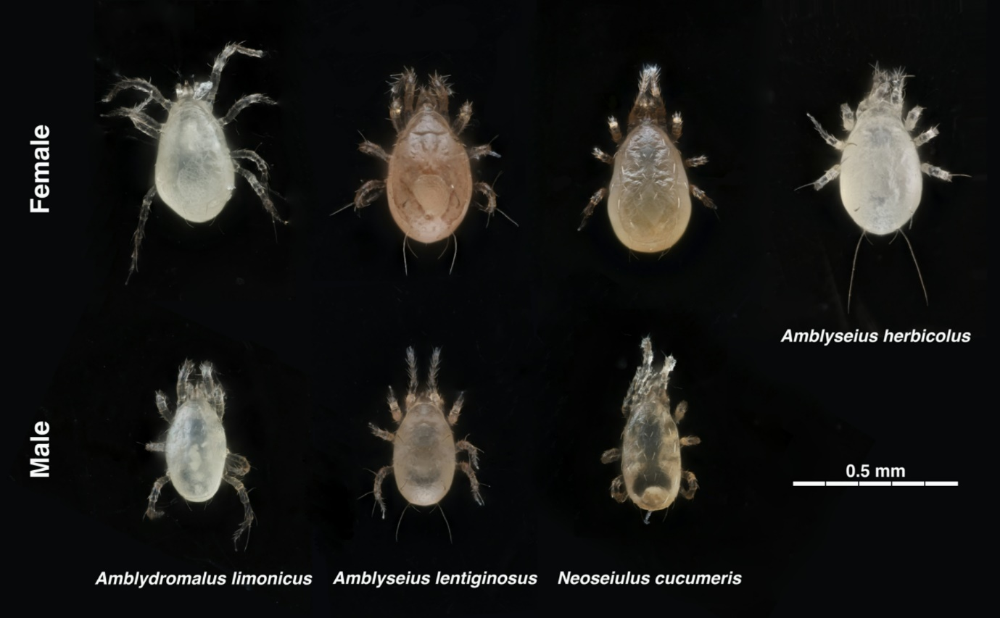 Female
Amblyseius herbicolus
Male
0.5 mm
Amblydromalus limonicus
Amblyseius lentiginosus
Neoseiulus cucumeris